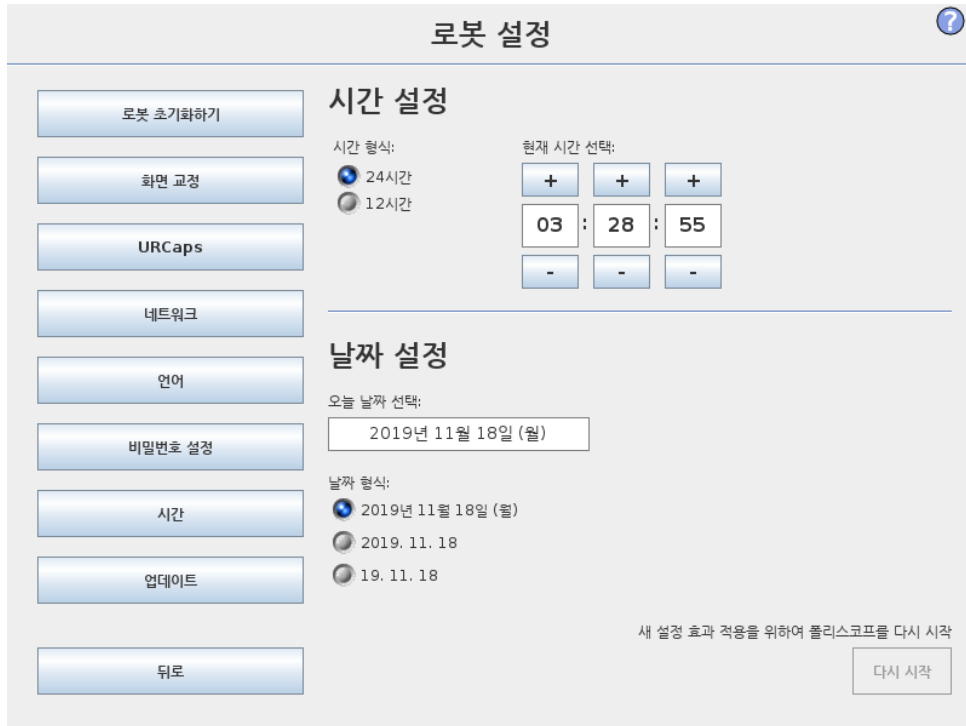 로봇 설정
?
로봇 초기화하기
화면 교정
URCaps
네트워크
언어
비밀번호 설정
시간
업데이트
뒤로
시간 설정
시간 형식:
24시간
12시간
현재 시간 선택:
+ + +
03 : 28 : 55
- - -
날짜 설정
오늘 날짜 선택:
2019년 11월 18일 (월)
날짜 형식:
2019년 11월 18일 (월)
2019. 11. 18
19. 11. 18
새 설정 효과 적용을 위하여 폴리스코프를 다시 시작
다시 시작